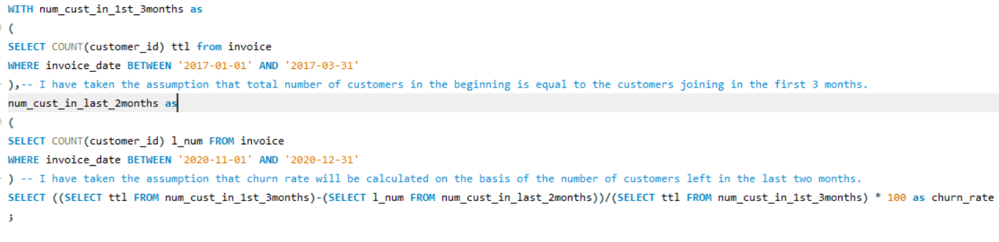 WITH num_cust_in_1st_3months as
(
SELECT COUNT(customer_id) ttl from invoice
WHERE invoice_date BETWEEN '2017-01-01' AND '2017-03-31'
),-- I have taken the assumption that total number of customers in the beginning is equal to the customers joining in the first 3 months.
num_cust_in_last_2months as
(
SELECT COUNT(customer_id) l_num FROM invoice
WHERE invoice_date BETWEEN '2020-11-01' AND '2020-12-31'
) -- I have taken the assumption that churn rate will be calculated on the basis of the number of customers left in the last two months.
SELECT ((SELECT ttl FROM num_cust_in_1st_3months)-(SELECT l_num FROM num_cust_in_last_2months))/(SELECT ttl FROM num_cust_in_1st_3months) * 100 as churn_rate
;